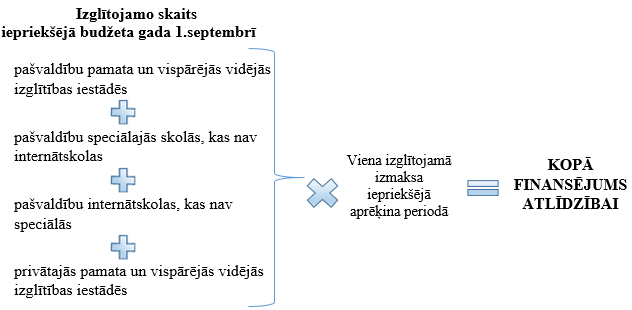 Izglītojamo skaits
iepriekšējā budžeta gada 1.septembrī
pašvaldību pamata un vispārējās vidējās
izglītības iestādēs
pašvaldību speciālajās skolās, kas nav
internātskolas
pašvaldību internātskolas, kas nav
speciālās
privātajās pamata un vispārējās vidējās
izglītības iestādēs
Viena izglītojamā
izmaksa
iepriekšējā
aprēķina periodā
KOPĀ
FINANSĒJUMS
ATLĪDZĪBAI